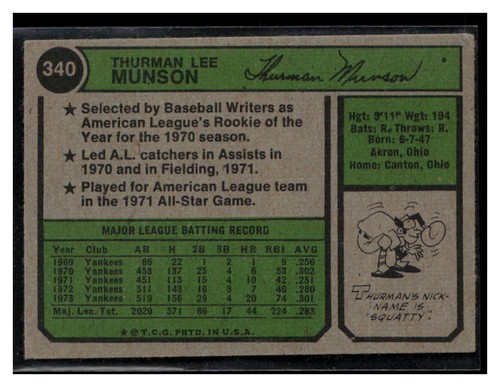 340
THURMAN LEE
MUNSON
Thurman Munson
★ Selected by Baseball Writers as
American League's Rookie of the
Year for the 1970 season.
★ Led A.L. catchers in Assists in
1970 and in Fielding, 1971.
★ Played for American League team
in the 1971 All-Star Game.
Hgt: 5'11" Wgt: 194
Bats: R. Throws: R.
Born: 6-7-47
Akron, Ohio
Home: Canton, Ohio
MAJOR LEAGUE BATTING RECORD
Year Club AB H 2B 3B HR RBI AVG
1969 Yankees 86 22 1 2 1 9 .256
1970 Yankees 453 137 25 4 6 53 .302
1971 Yankees 451 113 15 4 10 42 .251
1972 Yankees 511 143 16 3 7 46 .280
1973 Yankees 519 156 29 4 20 74 .301
Maj. Lea. Tot. 2020 571 86 17 44 224 .283
★ © T.C.G. PRTD. IN U.S.A.
THURMAN'S NICK-
NAME IS
"SQUATTY."